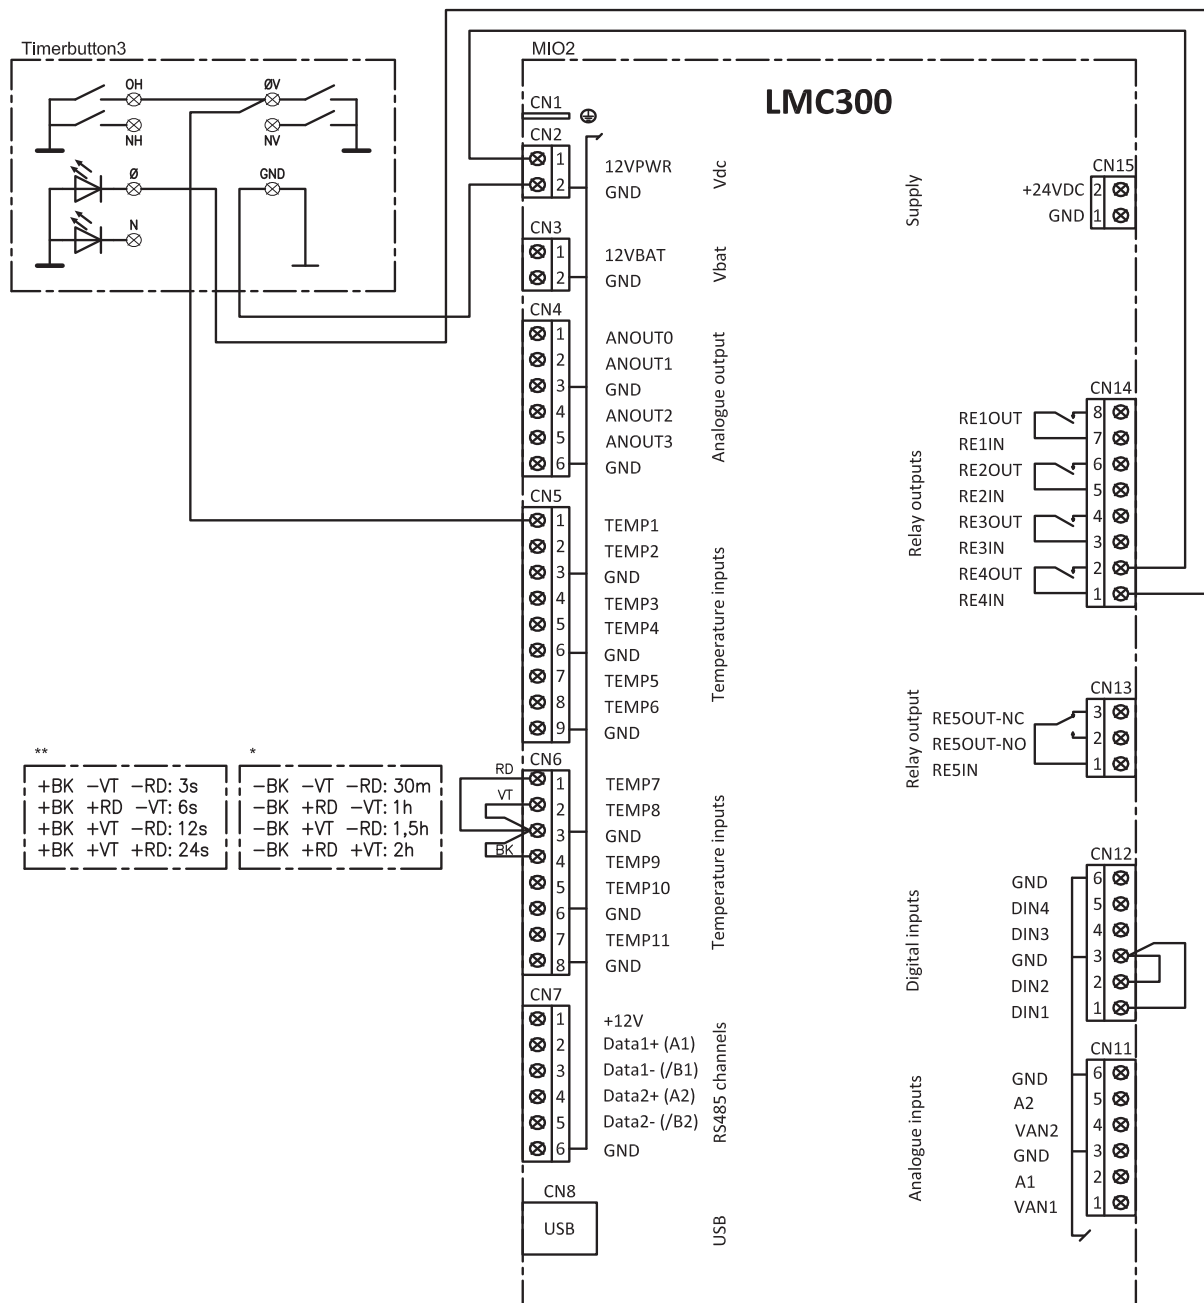 Timerbutton3
OH
ØV
NH
NV
Ø
GND
N
MIO2
LMC300
CN1
CN2
1 12VPWR
2 GND
Vdc
CN3
1 12VBAT
2 GND
Vbat
CN4
1 ANOUT0
2 ANOUT1
3 GND
4 ANOUT2
5 ANOUT3
6 GND
Analogue output
CN5
1 TEMP1
2 TEMP2
3 GND
4 TEMP3
5 TEMP4
6 GND
7 TEMP5
8 TEMP6
9 GND
Temperature inputs
**
+BK -VT -RD: 3s
+BK +RD -VT: 6s
+BK +VT -RD: 12s
+BK +VT +RD: 24s
*
-BK -VT -RD: 30m
-BK +RD -VT: 1h
-BK +VT -RD: 1,5h
-BK +RD +VT: 2h
RD
VT
BK
CN6
1 TEMP7
2 TEMP8
3 GND
4 TEMP9
5 TEMP10
6 GND
7 TEMP11
8 GND
Temperature inputs
CN7
1 +12V
2 Data1+ (A1)
3 Data1- (/B1)
4 Data2+ (A2)
5 Data2- (/B2)
6 GND
RS485 channels
CN8
USB
USB
CN15
+24VDC 2
GND 1
Supply
CN14
RE1OUT 8
RE1IN 7
RE2OUT 6
RE2IN 5
RE3OUT 4
RE3IN 3
RE4OUT 2
RE4IN 1
Relay outputs
CN13
RE5OUT-NC 3
RE5OUT-NO 2
RE5IN 1
Relay output
CN12
GND 6
DIN4 5
DIN3 4
GND 3
DIN2 2
DIN1 1
Digital inputs
CN11
GND 6
A2 5
VAN2 4
GND 3
A1 2
VAN1 1
Analogue inputs